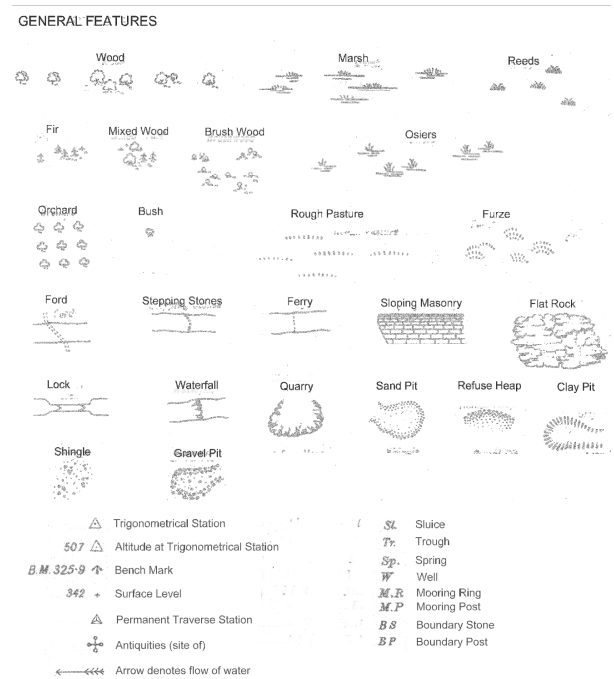 GENERAL FEATURES
Wood Marsh Reeds
Fir Mixed Wood Brush Wood Osiers
Orchard Bush Rough Pasture Furze
Ford Stepping Stones Ferry Sloping Masonry Flat Rock
Lock Waterfall Quarry Sand Pit Refuse Heap Clay Pit
Shingle Gravel Pit
Trigonometrical Station
507 Altitude at Trigonometrical Station
B.M. 325·9 Bench Mark
342 + Surface Level
Permanent Traverse Station
Antiquities (site of)
Arrow denotes flow of water
Sl. Sluice
Tr. Trough
Sp. Spring
W Well
M.R Mooring Ring
M.P Mooring Post
BS Boundary Stone
BP Boundary Post